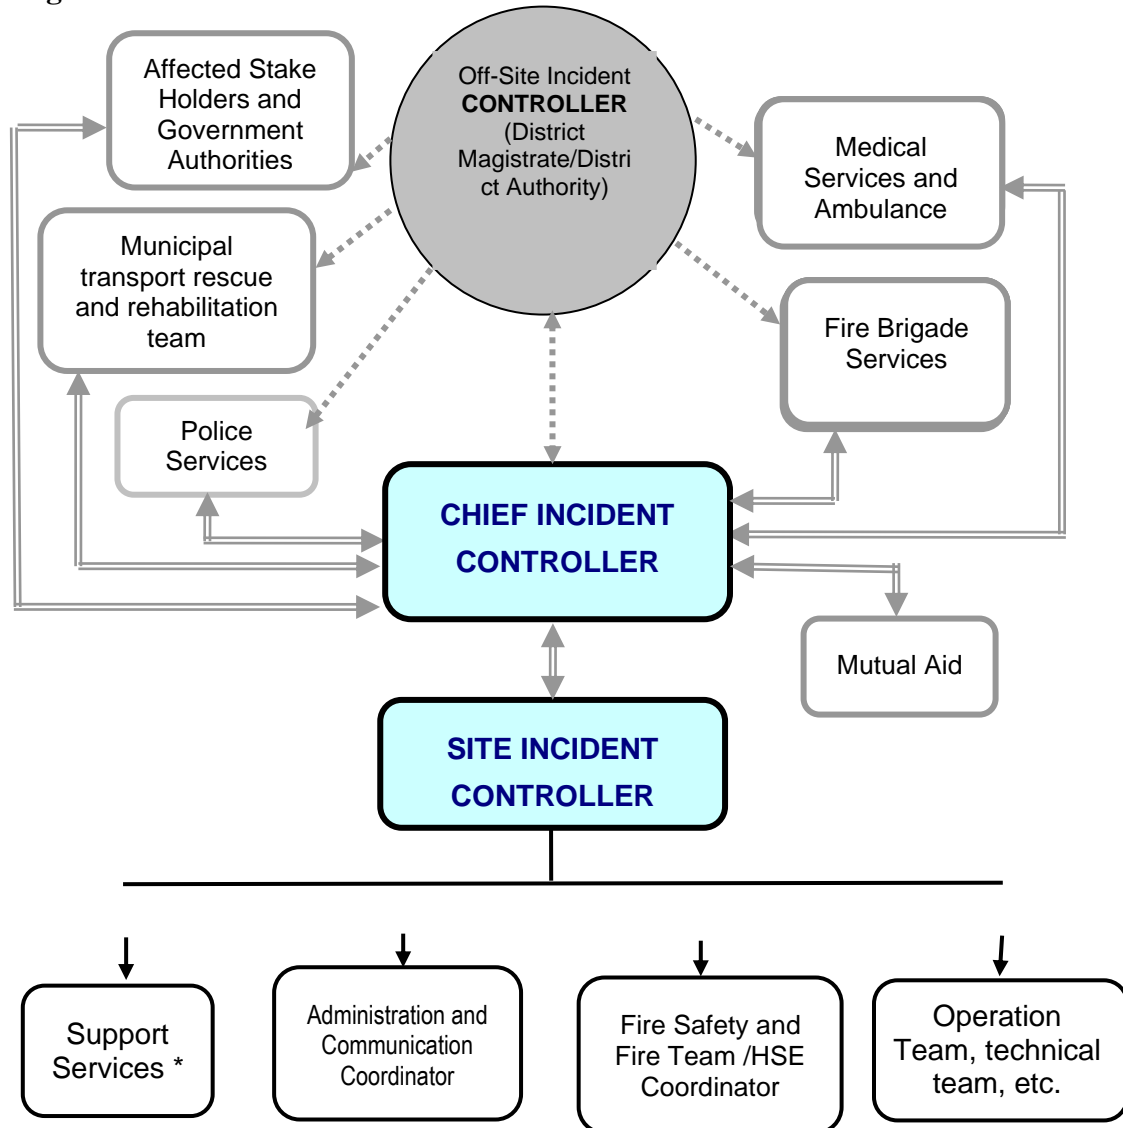 Affected Stake
Holders and
Government
Authorities
Off-Site Incident
CONTROLLER
(District
Magistrate/Distri
ct Authority)
Medical
Services and
Ambulance
Municipal
transport rescue
and rehabilitation
team
Fire Brigade
Services
Police
Services
CHIEF INCIDENT
CONTROLLER
Mutual Aid
SITE INCIDENT
CONTROLLER
Support
Services *
Administration and
Communication
Coordinator
Fire Safety and
Fire Team /HSE
Coordinator
Operation
Team, technical
team, etc.